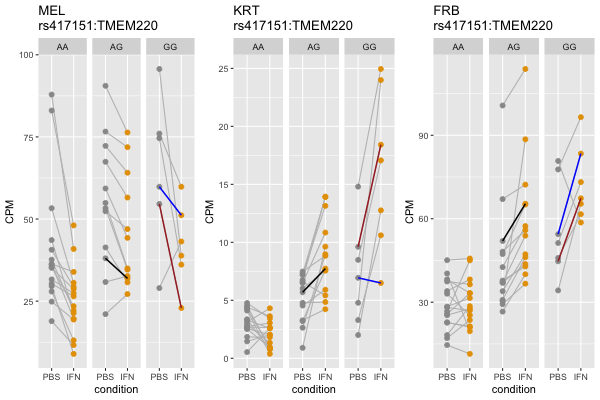 MEL
rs417151:TMEM220
AA AG GG
100
75
50
25
CPM
PBS IFN PBS IFN PBS IFN
condition
KRT
rs417151:TMEM220
AA AG GG
25
20
15
10
5
0
CPM
PBS IFN PBS IFN PBS IFN
condition
FRB
rs417151:TMEM220
AA AG GG
90
60
30
CPM
PBS IFN PBS IFN PBS IFN
condition